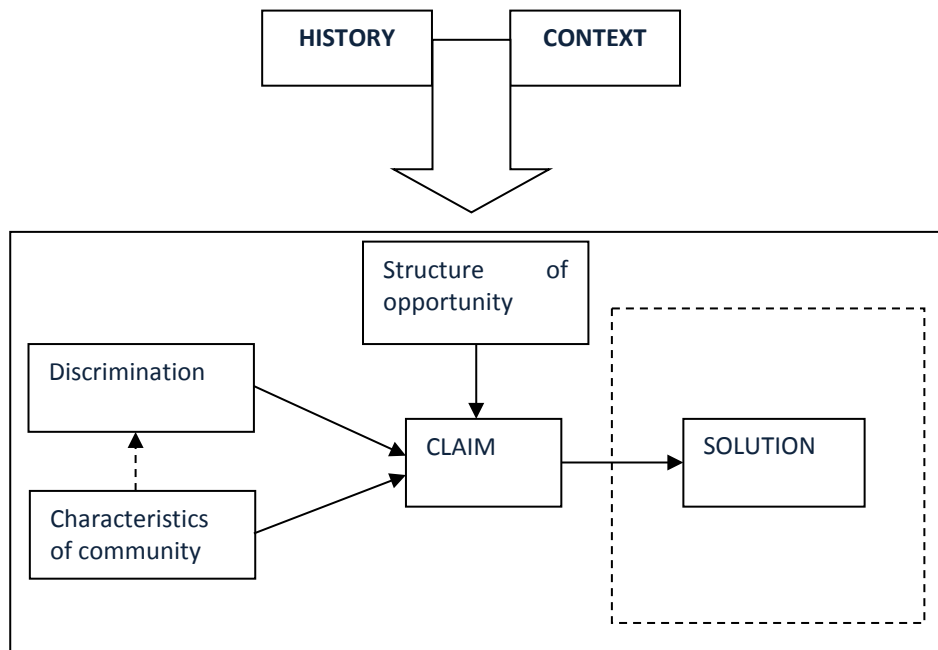 HISTORY
CONTEXT
Structure of
opportunity
Discrimination
CLAIM
SOLUTION
Characteristics
of community